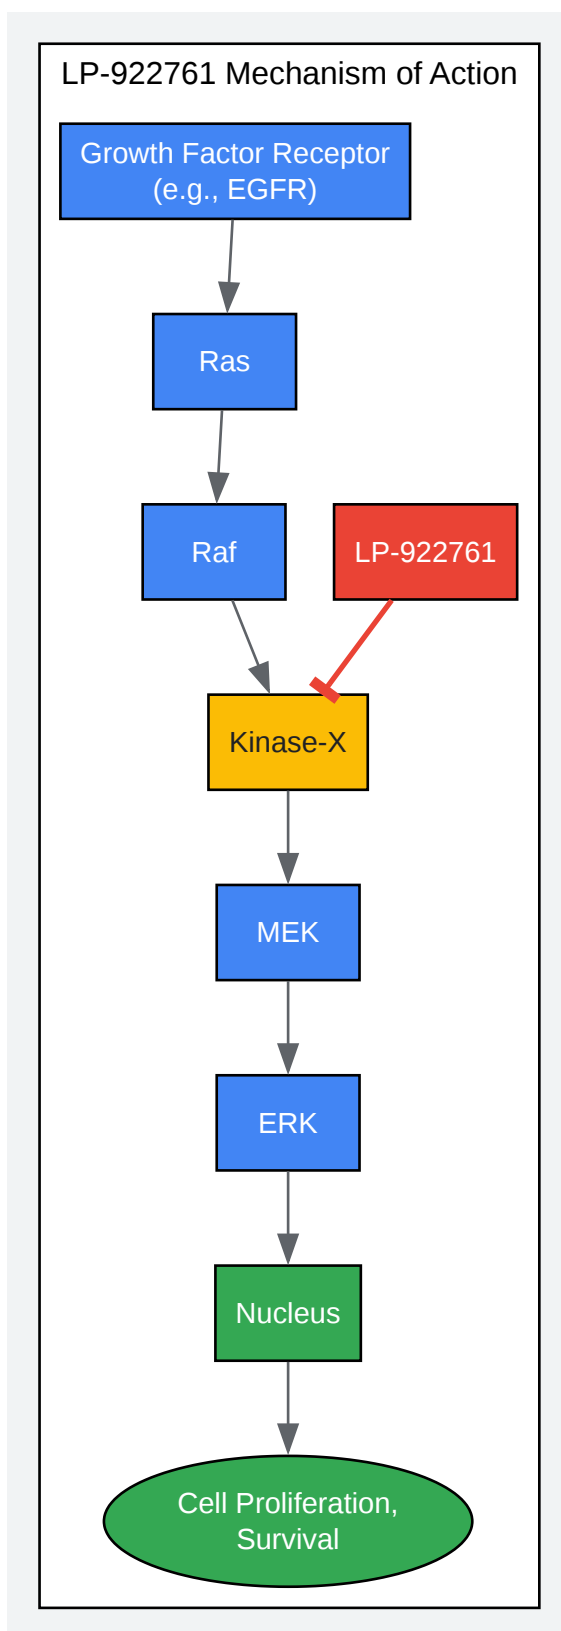 LP-922761 Mechanism of Action
Growth Factor Receptor
(e.g., EGFR)
Ras
Raf
LP-922761
Kinase-X
MEK
ERK
Nucleus
Cell Proliferation,
Survival